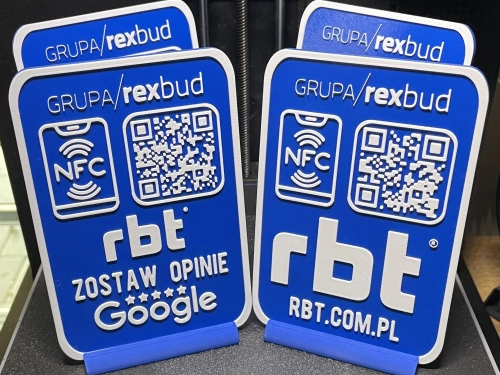 GRUPA/rexbud
GRUPA/rexbud
GRUPA/rexbud
NFC
rbt
ZOSTAW OPINIE
Google
GRUPA/rexbud
NFC
rbt®
RBT.COM.PL